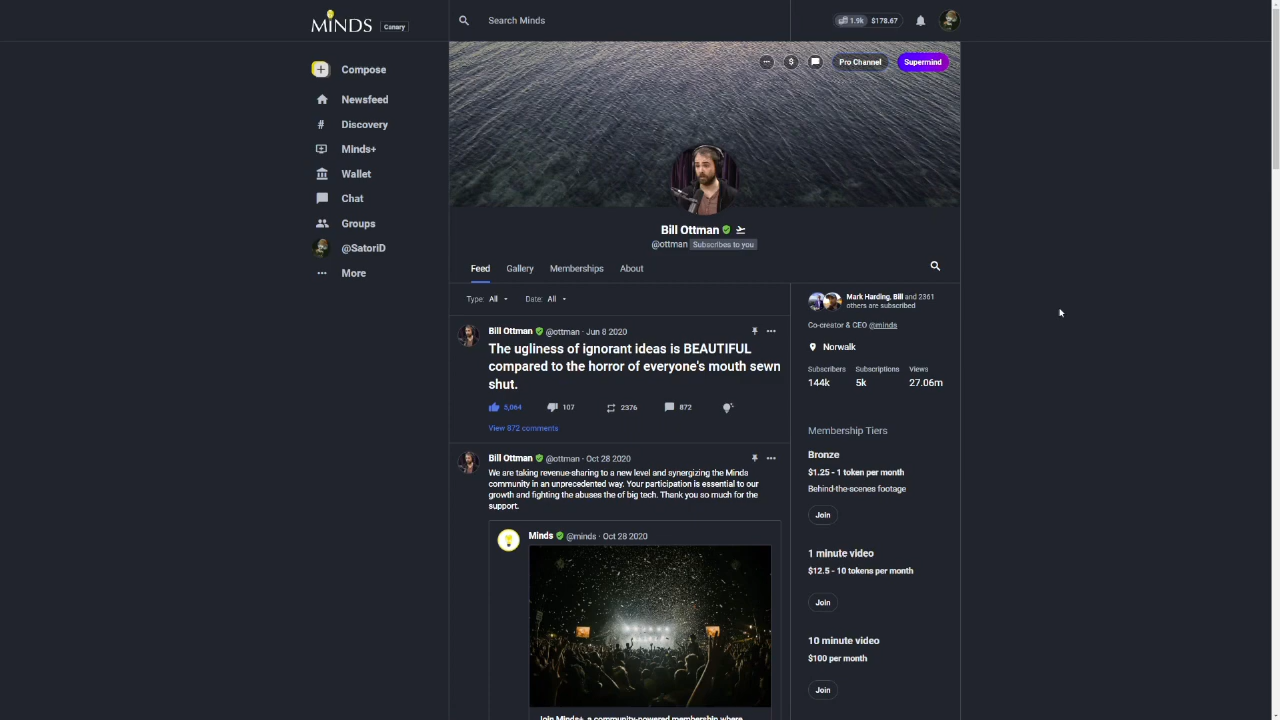 MINDS
Canary
Search Minds
1.9k $178.67
Compose
Newsfeed
# Discovery
Minds+
Wallet
Chat
Groups
@SatoriD
More
$
Pro Channel
Supermind
Bill Ottman
@ottman Subscribes to you
Feed Gallery Memberships About
Type: All Date: All
Bill Ottman @ottman · Jun 8 2020
The ugliness of ignorant ideas is BEAUTIFUL
compared to the horror of everyone's mouth sewn
shut.
5,064 107 2376 872
View 872 comments
Bill Ottman @ottman · Oct 28 2020
We are taking revenue-sharing to a new level and synergizing the Minds
community in an unprecedented way. Your participation is essential to our
growth and fighting the abuses the of big tech. Thank you so much for the
support.
Minds @minds · Oct 28 2020
Join Minds+, a community-powered membership where
Mark Harding, Bill and 2361
others are subscribed
Co-creator & CEO @minds
Norwalk
Subscribers Subscriptions Views
144k 5k 27.06m
Membership Tiers
Bronze
$1.25 - 1 token per month
Behind-the-scenes footage
Join
1 minute video
$12.5 - 10 tokens per month
Join
10 minute video
$100 per month
Join